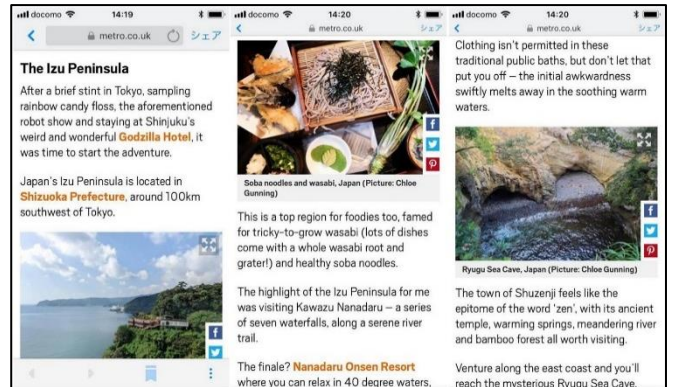 docomo 14:19
metro.co.uk シェア
The Izu Peninsula
After a brief stint in Tokyo, sampling
rainbow candy floss, the aforementioned
robot show and staying at Shinjuku's
weird and wonderful Godzilla Hotel, it
was time to start the adventure.
Japan's Izu Peninsula is located in
Shizuoka Prefecture, around 100km
southwest of Tokyo.
f
docomo 14:20
metro.co.uk シェア
f
Soba noodles and wasabi, Japan (Picture: Chloe
Gunning)
This is a top region for foodies too, famed
for tricky-to-grow wasabi (lots of dishes
come with a whole wasabi root and
grater!) and healthy soba noodles.
The highlight of the Izu Peninsula for me
was visiting Kawazu Nanadaru – a series
of seven waterfalls, along a serene river
trail.
The finale? Nanadaru Onsen Resort
where you can relax in 40 degree waters,
docomo 14:20
metro.co.uk シェア
Clothing isn't permitted in these
traditional public baths, but don't let that
put you off – the initial awkwardness
swiftly melts away in the soothing warm
waters.
f
Ryugu Sea Cave, Japan (Picture: Chloe Gunning)
The town of Shuzenji feels like the
epitome of the word 'zen', with its ancient
temple, warming springs, meandering river
and bamboo forest all worth visiting.
Venture along the east coast and you'll
reach the mysterious Ryugu Sea Cave.